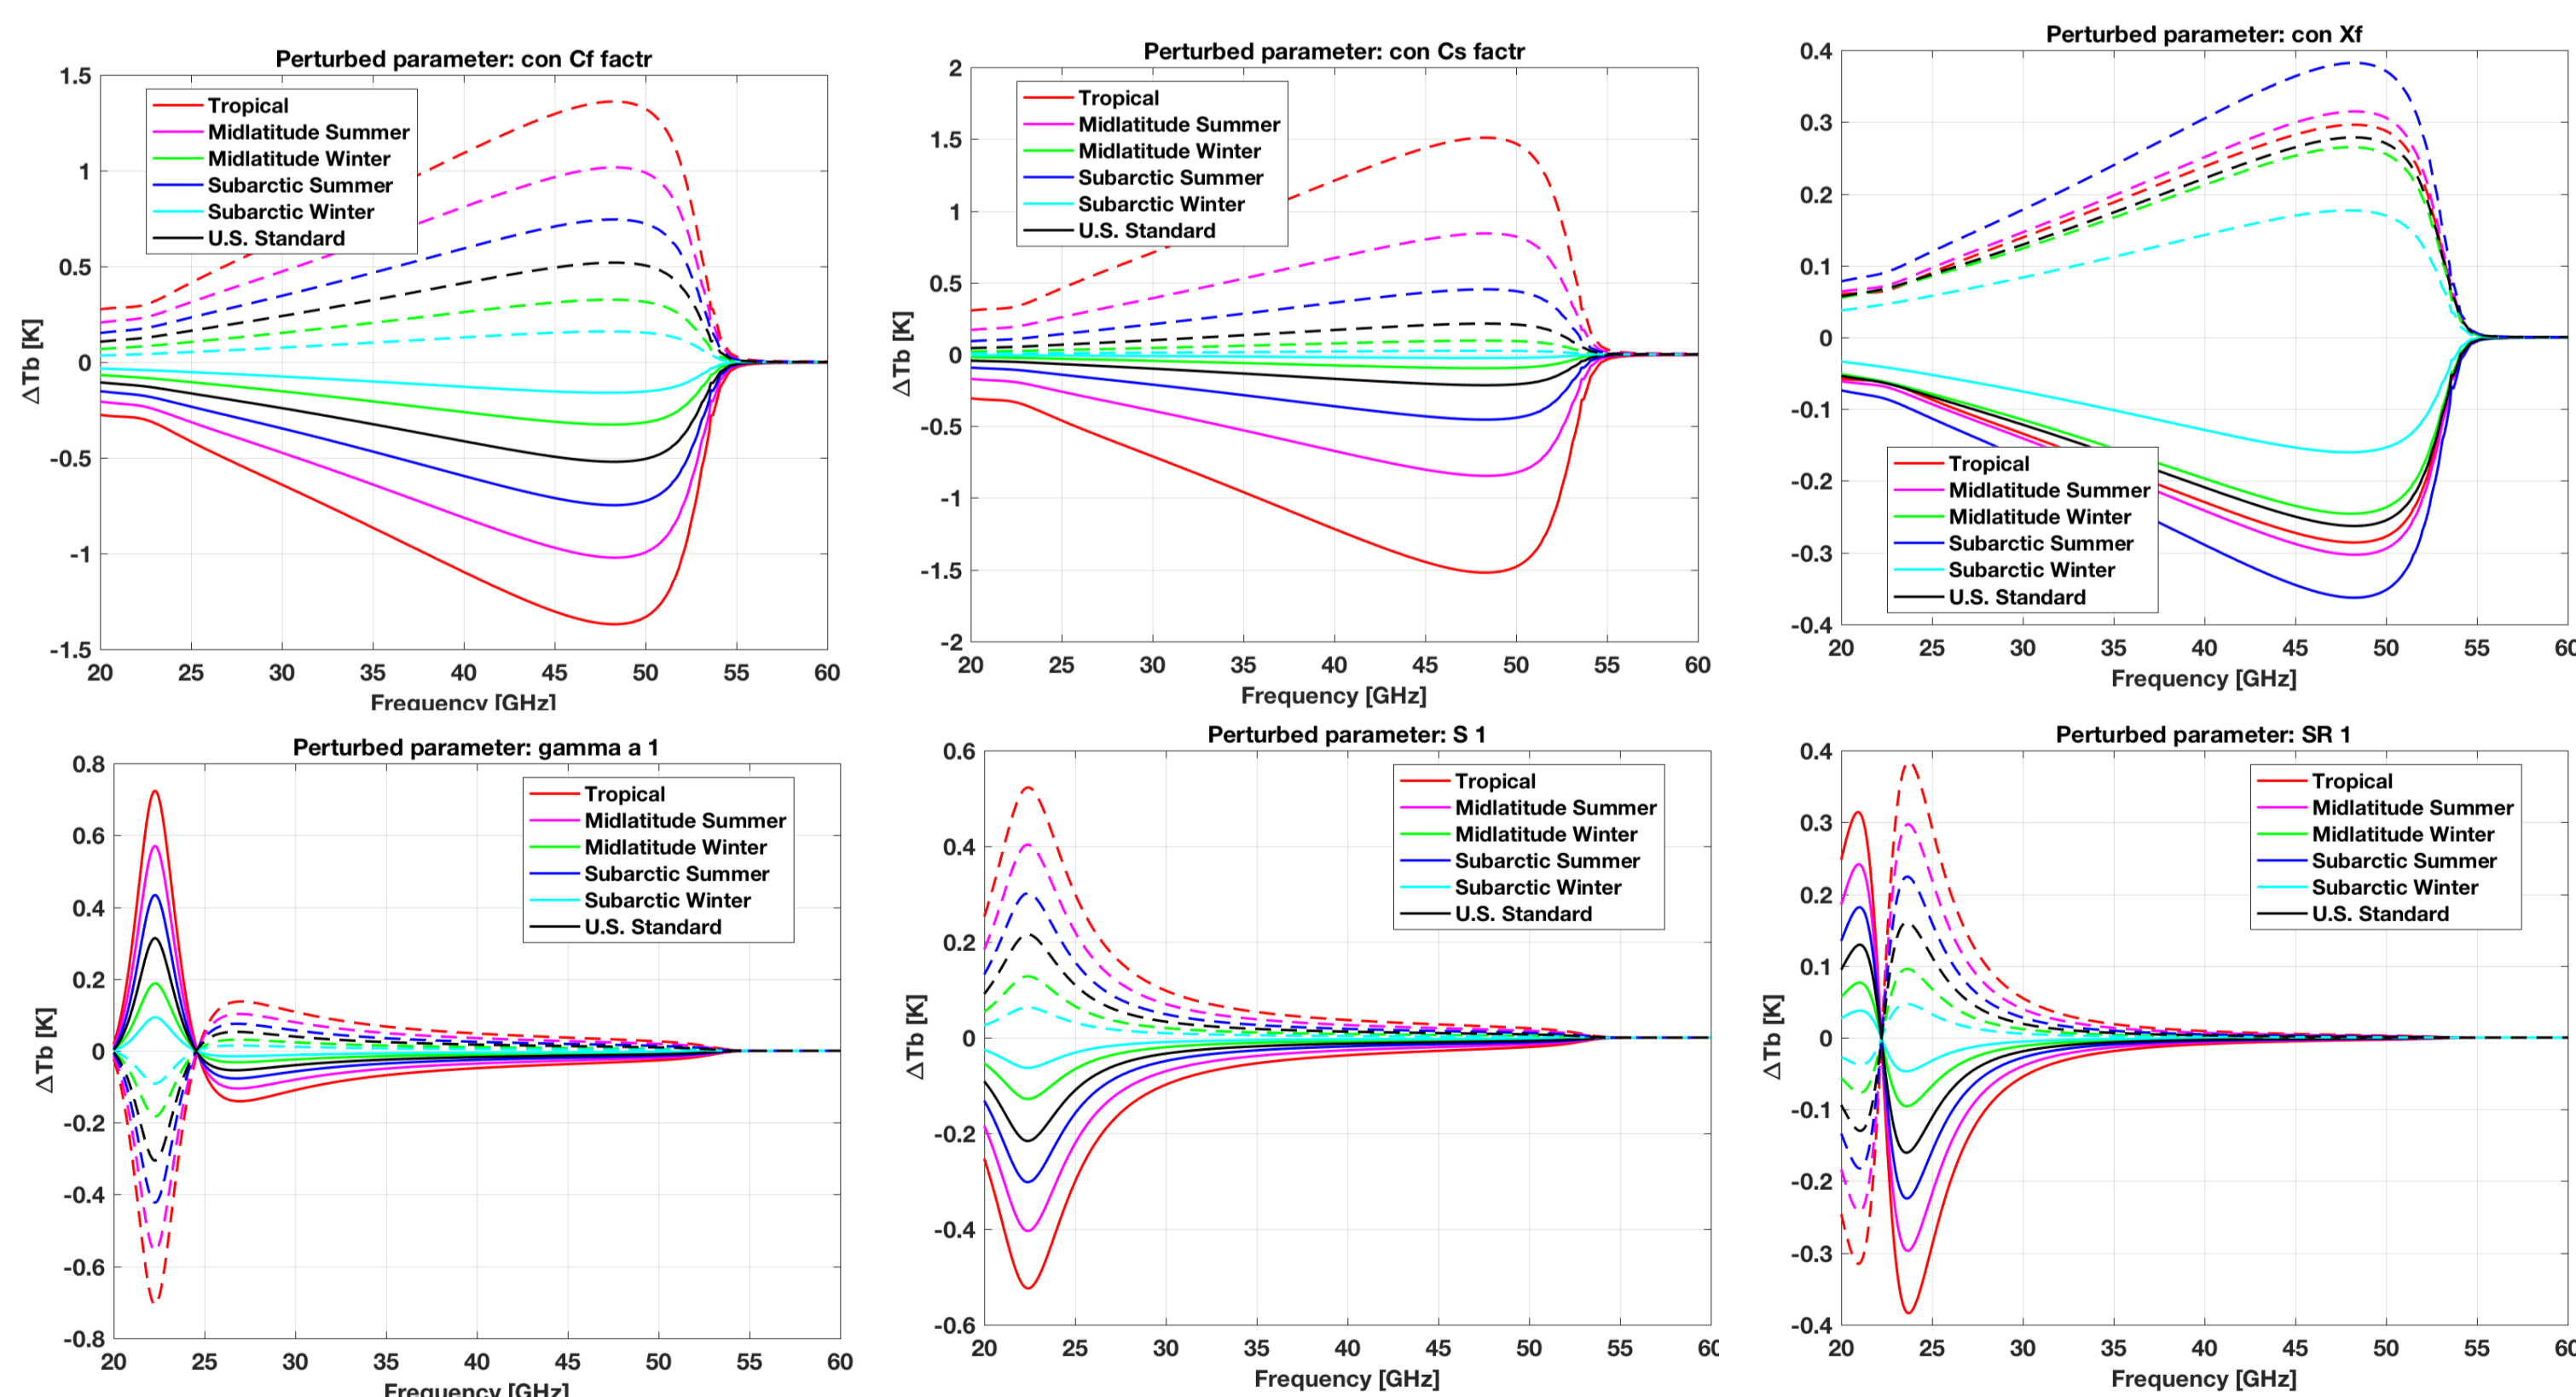 Perturbed parameter: con Cf factr
1.5
1
0.5
0
-0.5
-1
-1.5
ΔTb [K]
Tropical
Midlatitude Summer
Midlatitude Winter
Subarctic Summer
Subarctic Winter
U.S. Standard
20 25 30 35 40 45 50 55 60
Frequency [GHz]
Perturbed parameter: con Cs factr
2
1.5
1
0.5
0
-0.5
-1
-1.5
-2
ΔTb [K]
Tropical
Midlatitude Summer
Midlatitude Winter
Subarctic Summer
Subarctic Winter
U.S. Standard
20 25 30 35 40 45 50 55 60
Frequency [GHz]
Perturbed parameter: con Xf
0.4
0.3
0.2
0.1
0
-0.1
-0.2
-0.3
-0.4
Tropical
Midlatitude Summer
Midlatitude Winter
Subarctic Summer
Subarctic Winter
U.S. Standard
20 25 30 35 40 45 50 55 60
Frequency [GHz]
Perturbed parameter: gamma a 1
0.8
0.6
0.4
0.2
0
-0.2
-0.4
-0.6
-0.8
ΔTb [K]
Tropical
Midlatitude Summer
Midlatitude Winter
Subarctic Summer
Subarctic Winter
U.S. Standard
20 25 30 35 40 45 50 55 60
Frequency [GHz]
Perturbed parameter: S 1
0.6
0.4
0.2
0
-0.2
-0.4
-0.6
ΔTb [K]
Tropical
Midlatitude Summer
Midlatitude Winter
Subarctic Summer
Subarctic Winter
U.S. Standard
20 25 30 35 40 45 50 55 60
Frequency [GHz]
Perturbed parameter: SR 1
0.4
0.3
0.2
0.1
0
-0.1
-0.2
-0.3
-0.4
ΔTb [K]
Tropical
Midlatitude Summer
Midlatitude Winter
Subarctic Summer
Subarctic Winter
U.S. Standard
20 25 30 35 40 45 50 55 60
Frequency [GHz]